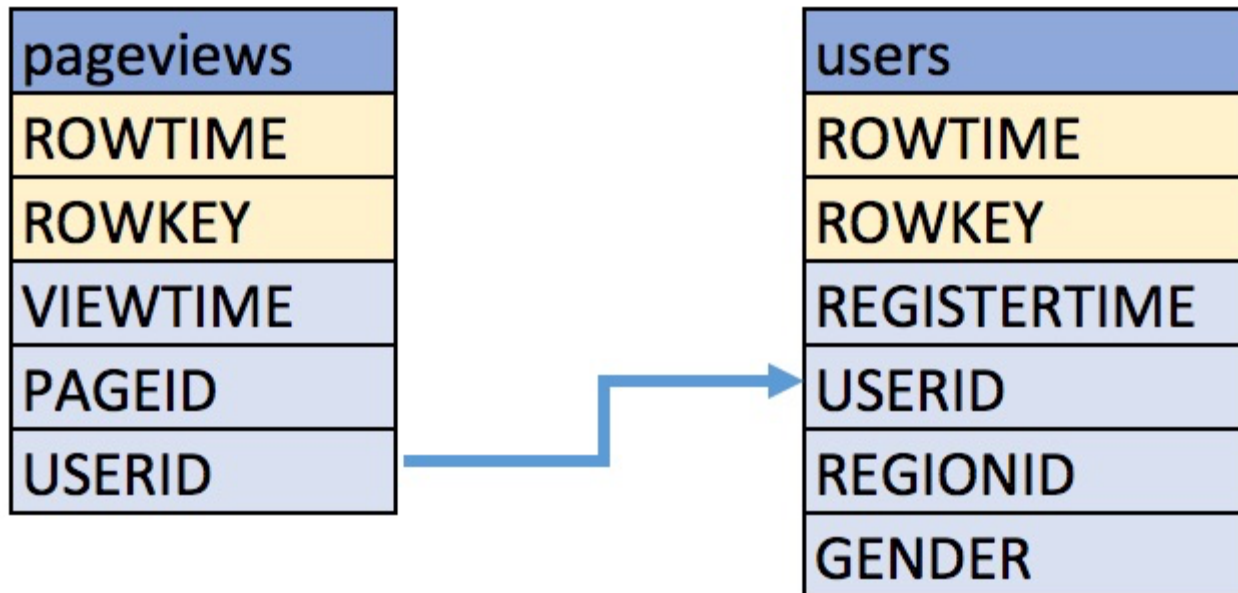 pageviews
ROWTIME
ROWKEY
VIEWTIME
PAGEID
USERID
users
ROWTIME
ROWKEY
REGISTERTIME
USERID
REGIONID
GENDER